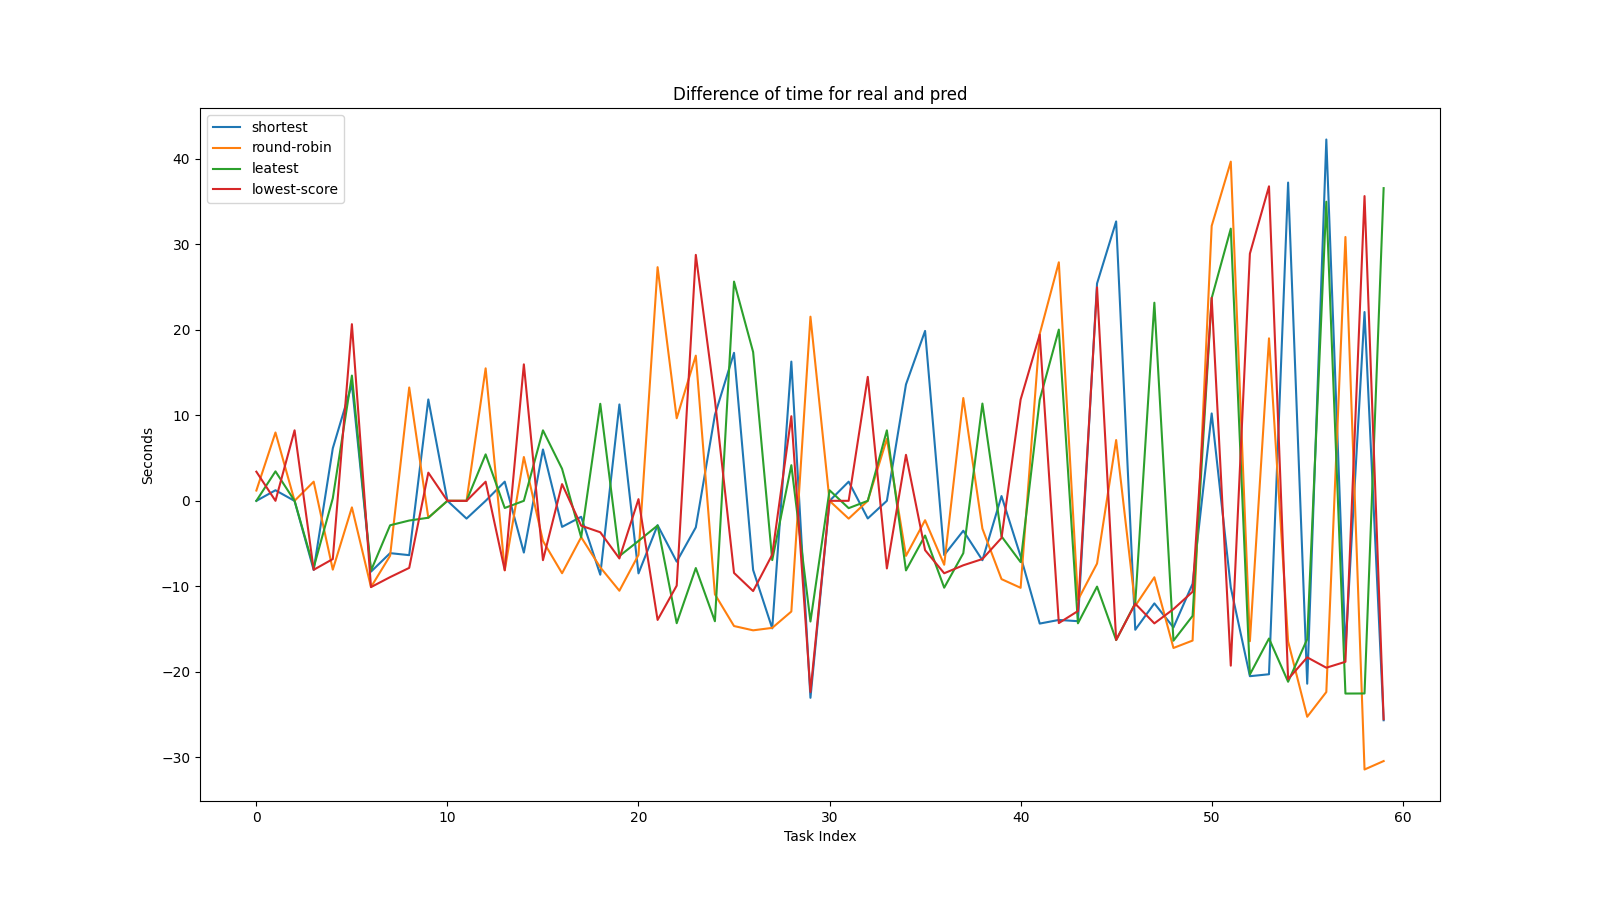 Difference of time for real and pred
shortest
round-robin
leatest
lowest-score
40
30
20
10
0
−10
−20
−30
Seconds
0 10 20 30 40 50 60
Task Index